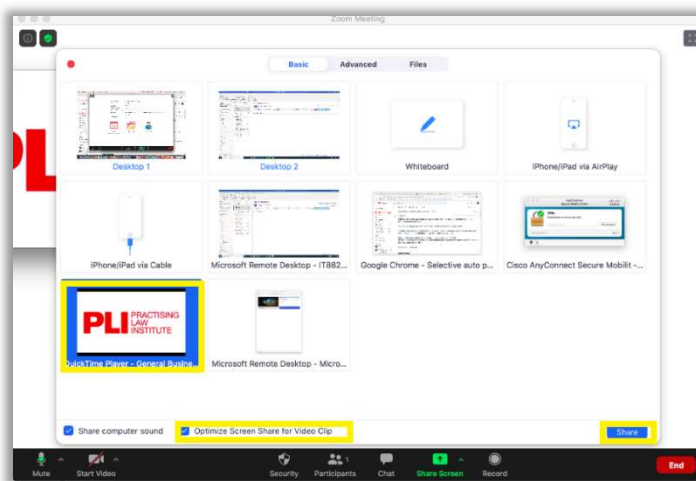 Zoom Meeting
Basic Advanced Files
Desktop 1
Desktop 2
Whiteboard
iPhone/iPad via AirPlay
iPhone/iPad via Cable
Microsoft Remote Desktop - IT882...
Google Chrome - Selective auto p...
Cisco AnyConnect Secure Mobilit -...
PLI PRACTISING
LAW
INSTITUTE
QuickTime Player - General Busine...
Microsoft Remote Desktop - Micro...
Share computer sound
Optimize Screen Share for Video Clip
Share
Mute
Start Video
Security
Participants
1
Chat
Share Screen
Record
End